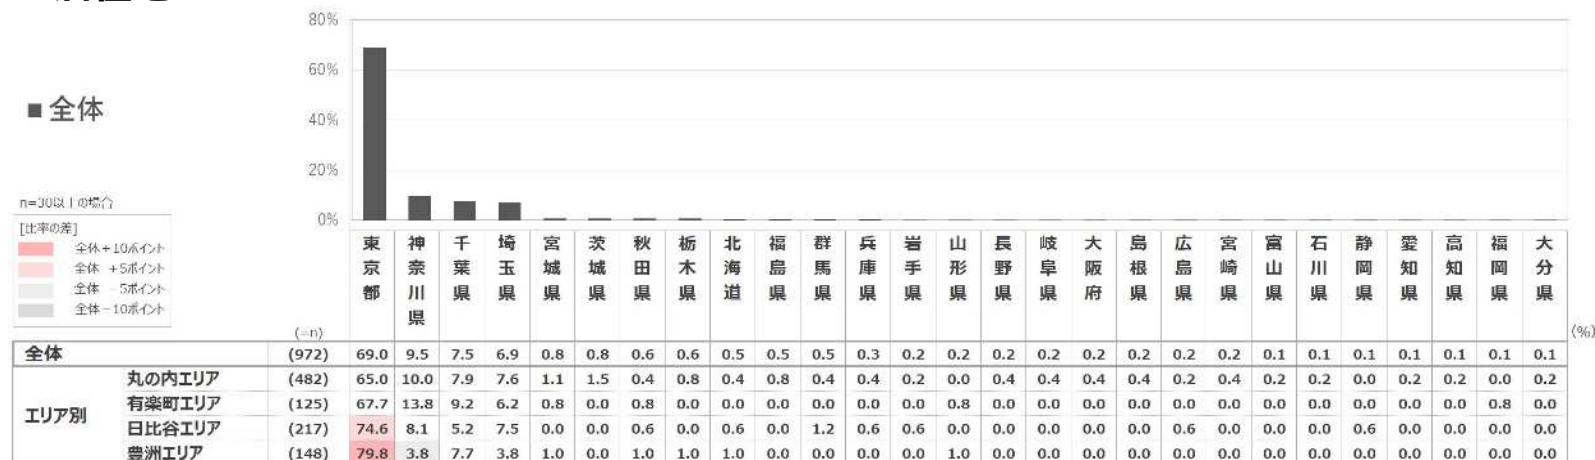 80%
60%
40%
20%
0%
■全体
n=30以上の場合
[比率の差]
全体+10ポイント
全体 +5ポイント
全体 -5ポイント
全体-10ポイント
東京都 神奈川県 千葉県 埼玉県 宮城県 茨城県 秋田県 栃木県 北海道 福島県 群馬県 兵庫県 岩手県 山形県 長野県 岐阜県 大阪府 島根県 広島県 宮崎県 富山県 石川県 静岡県 愛知県 高知県 福岡県 大分県
(=n) (%)
全体 (972) 69.0 9.5 7.5 6.9 0.8 0.8 0.6 0.6 0.5 0.5 0.5 0.3 0.2 0.2 0.2 0.2 0.2 0.2 0.2 0.2 0.1 0.1 0.1 0.1 0.1 0.1 0.1
エリア別
丸の内エリア (482) 65.0 10.0 7.9 7.6 1.1 1.5 0.4 0.8 0.4 0.8 0.4 0.4 0.2 0.0 0.4 0.4 0.4 0.4 0.2 0.4 0.2 0.2 0.0 0.2 0.2 0.0 0.2
有楽町エリア (125) 67.7 13.8 9.2 6.2 0.8 0.0 0.8 0.0 0.0 0.0 0.0 0.0 0.0 0.8 0.0 0.0 0.0 0.0 0.0 0.0 0.0 0.0 0.0 0.0 0.0 0.8 0.0
日比谷エリア (217) 74.6 8.1 5.2 7.5 0.0 0.0 0.6 0.0 0.6 0.0 1.2 0.6 0.6 0.0 0.0 0.0 0.0 0.0 0.6 0.0 0.0 0.0 0.6 0.0 0.0 0.0 0.0
豊洲エリア (148) 79.8 3.8 7.7 3.8 1.0 0.0 1.0 1.0 1.0 0.0 0.0 0.0 0.0 1.0 0.0 0.0 0.0 0.0 0.0 0.0 0.0 0.0 0.0 0.0 0.0 0.0 0.0